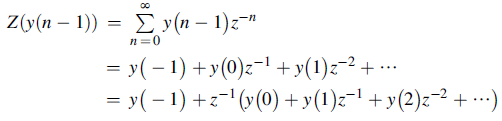 Z(y(n − 1)) = ∞∑n=0 y(n − 1)z⁻ⁿ
= y( − 1) + y(0)z⁻¹ + y(1)z⁻² + ⋯
= y( − 1) + z⁻¹(y(0) + y(1)z⁻¹ + y(2)z⁻² + ⋯)